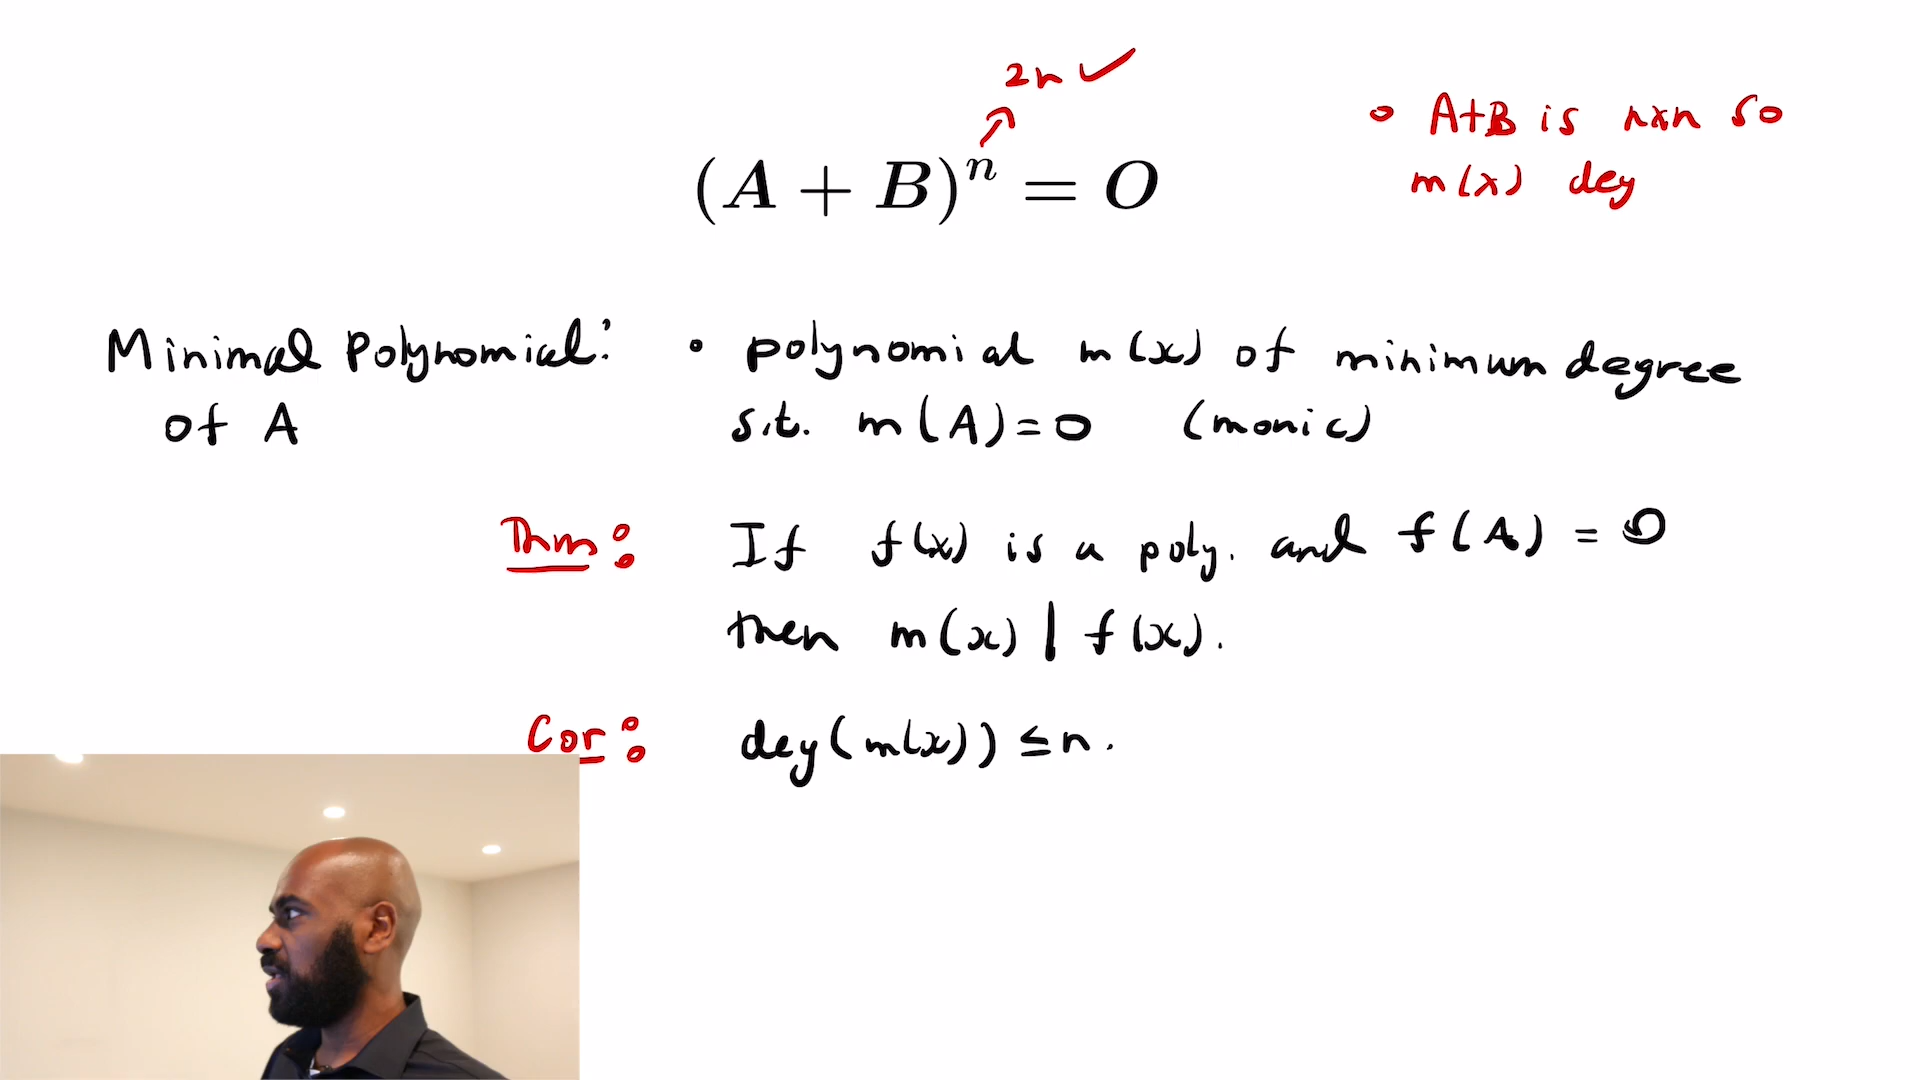 2n ✓
(A + B)^n = O
• A+B is nxn so
m(x) deg
Minimal Polynomial:
of A
• polynomial m(x) of minimum degree
s.t. m(A)=0 (monic)
Thm: If f(x) is a poly. and f(A) = 0
then m(x) | f(x).
Cor: deg(m(x)) ≤ n.